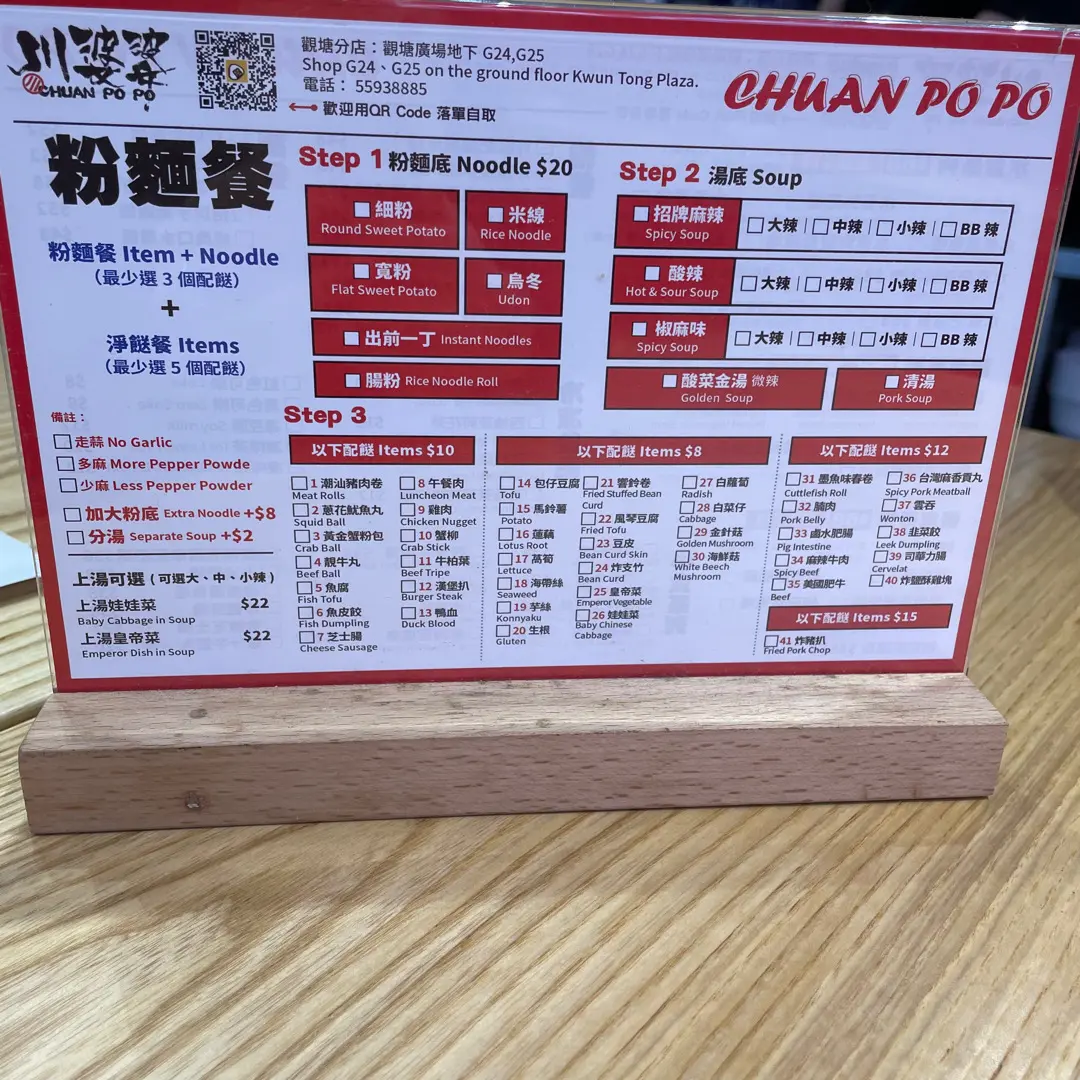 川婆婆
CHUAN PO PO
觀塘分店：觀塘廣場地下 G24,G25
Shop G24、G25 on the ground floor Kwun Tong Plaza.
電話： 55938885
歡迎用QR Code 落單自取
CHUAN PO PO
粉麵餐
粉麵餐 Item + Noodle
（最少選 3 個配餸）
+
淨餸餐 Items
（最少選 5 個配餸）
備註：
走蒜 No Garlic
多麻 More Pepper Powde
少麻 Less Pepper Powder
加大粉底 Extra Noodle +$8
分湯 Separate Soup +$2
上湯可選 ( 可選大、中、小辣 )
上湯娃娃菜 $22
Baby Cabbage in Soup
上湯皇帝菜 $22
Emperor Dish in Soup
Step 1 粉麵底 Noodle $20
細粉
Round Sweet Potato
米線
Rice Noodle
寬粉
Flat Sweet Potato
烏冬
Udon
出前一丁 Instant Noodles
腸粉 Rice Noodle Roll
Step 2 湯底 Soup
招牌麻辣
Spicy Soup
大辣 | 中辣 | 小辣 | BB 辣
酸辣
Hot & Sour Soup
大辣 | 中辣 | 小辣 | BB 辣
椒麻味
Spicy Soup
大辣 | 中辣 | 小辣 | BB 辣
酸菜金湯 微辣
Golden Soup
清湯
Pork Soup
Step 3
以下配餸 Items $10
1 潮汕豬肉卷
Meat Rolls
2 蔥花魷魚丸
Squid Ball
3 黃金蟹粉包
Crab Ball
4 靚牛丸
Beef Ball
5 魚腐
Fish Tofu
6 魚皮餃
Fish Dumpling
7 芝士腸
Cheese Sausage
8 午餐肉
Luncheon Meat
9 雞肉
Chicken Nugget
10 蟹柳
Crab Stick
11 牛柏葉
Beef Tripe
12 漢堡扒
Burger Steak
13 鴨血
Duck Blood
以下配餸 Items $8
14 包仔豆腐
Tofu
15 馬鈴薯
Potato
16 蓮藕
Lotus Root
17 萵筍
Lettuce
18 海帶絲
Seaweed
19 芋絲
Konnyaku
20 生根
Gluten
21 響鈴卷
Fried Stuffed Bean
Curd
22 風琴豆腐
Fried Tofu
23 豆皮
Bean Curd Skin
24 炸支竹
Bean Curd
25 皇帝菜
Emperor Vegetable
26 娃娃菜
Baby Chinese
Cabbage
27 白蘿蔔
Radish
28 白菜仔
Cabbage
29 金針菇
Golden Mushroom
30 海鮮菇
White Beech
Mushroom
以下配餸 Items $12
31 墨魚味春卷
Cuttlefish Roll
32 腩肉
Pork Belly
33 鹵水肥腸
Pig Intestine
34 麻辣牛肉
Spicy Beef
35 美國肥牛
Beef
36 台灣麻香貢丸
Spicy Pork Meatball
37 雲吞
Wonton
38 韭菜餃
Leek Dumpling
39 司華力腸
Cervelat
40 炸鹽酥雞塊
以下配餸 Items $15
41 炸豬扒
Fried Pork Chop